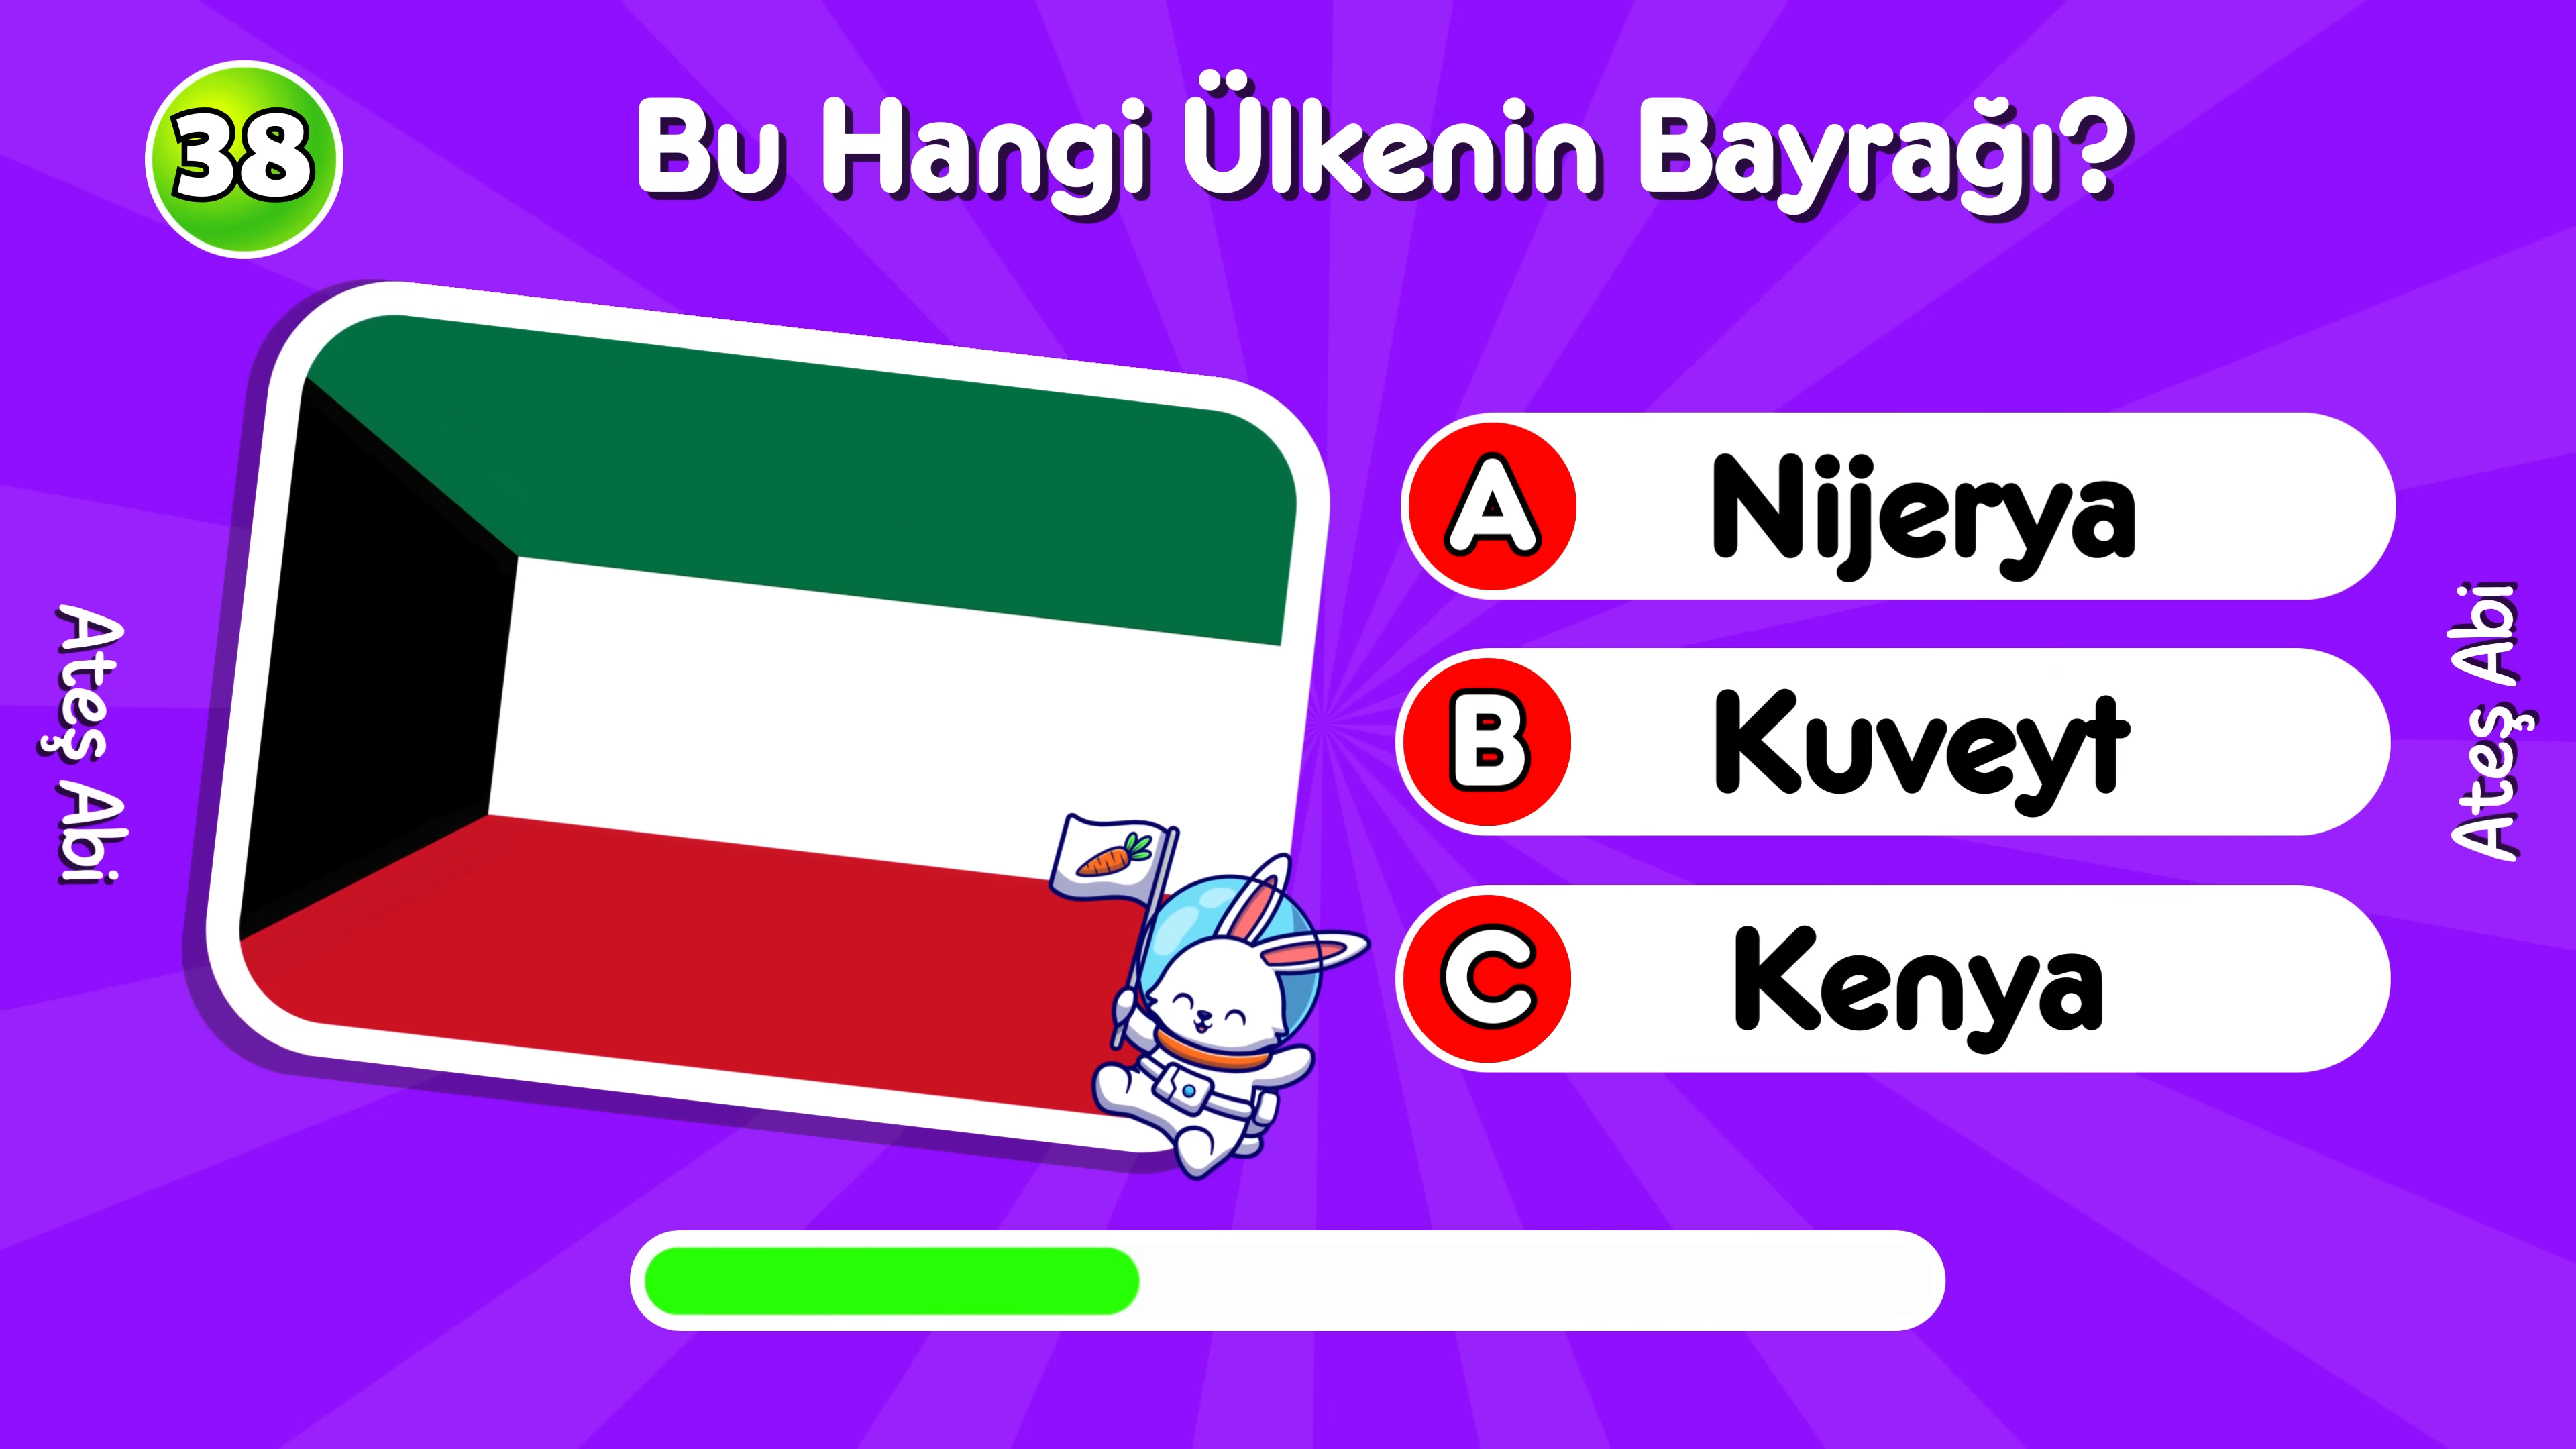 38
Bu Hangi Ülkenin Bayrağı?
A Nijerya
B Kuveyt
C Kenya
Ateş Abi
Ateş Abi